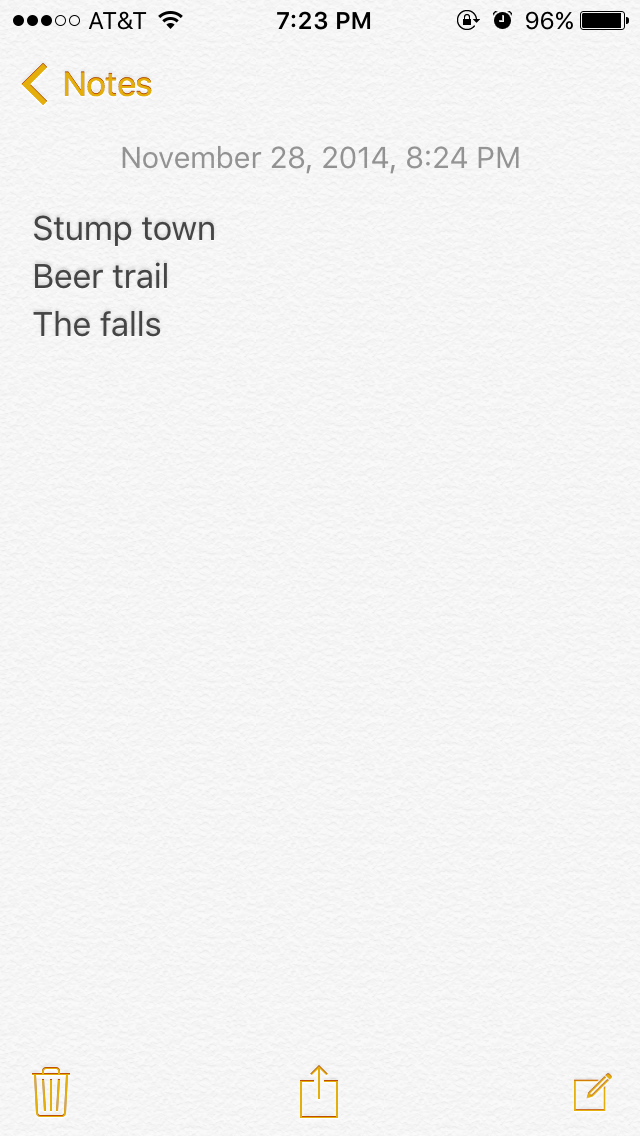 AT&T 7:23 PM 96%
Notes
November 28, 2014, 8:24 PM
Stump town
Beer trail
The falls